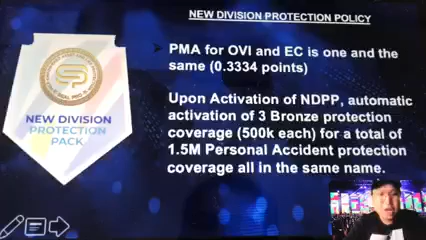 NEW DIVISION PROTECTION POLICY
PMA for OVI and EC is one and the
same (0.3334 points)
Upon Activation of NDPP, automatic
activation of 3 Bronze protection
coverage (500k each) for a total of
1.5M Personal Accident protection
coverage all in the same name.
NEW DIVISION
PROTECTION
PACK